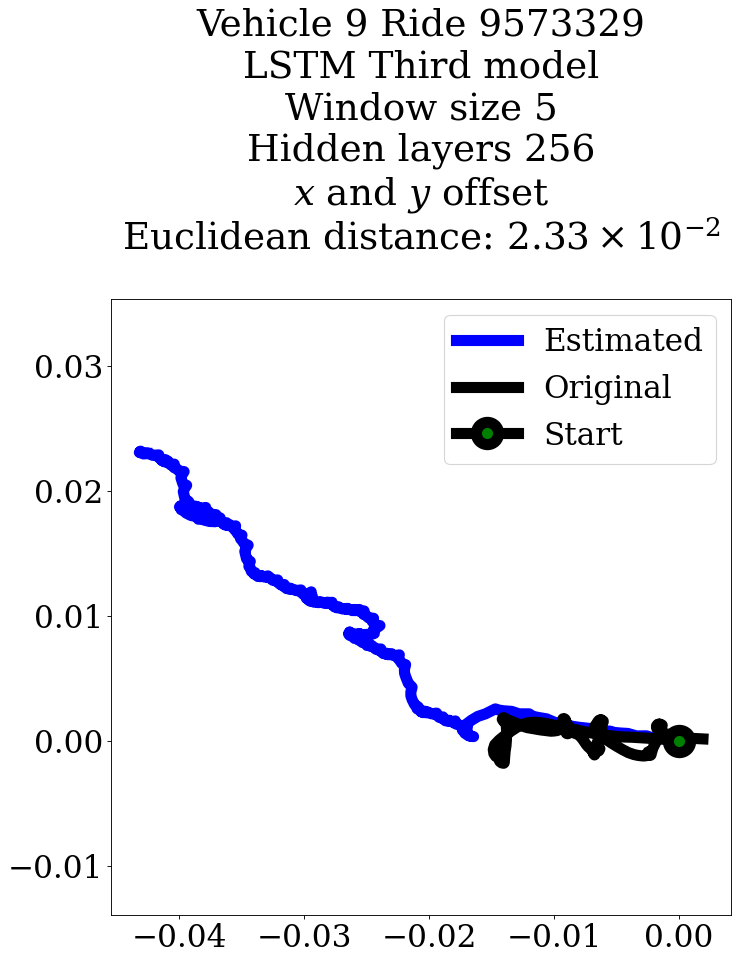 Vehicle 9 Ride 9573329
LSTM Third model
Window size 5
Hidden layers 256
x and y offset
Euclidean distance: 2.33 × 10⁻²
Estimated
Original
Start
0.03
0.02
0.01
0.00
−0.01
−0.04 −0.03 −0.02 −0.01 0.00